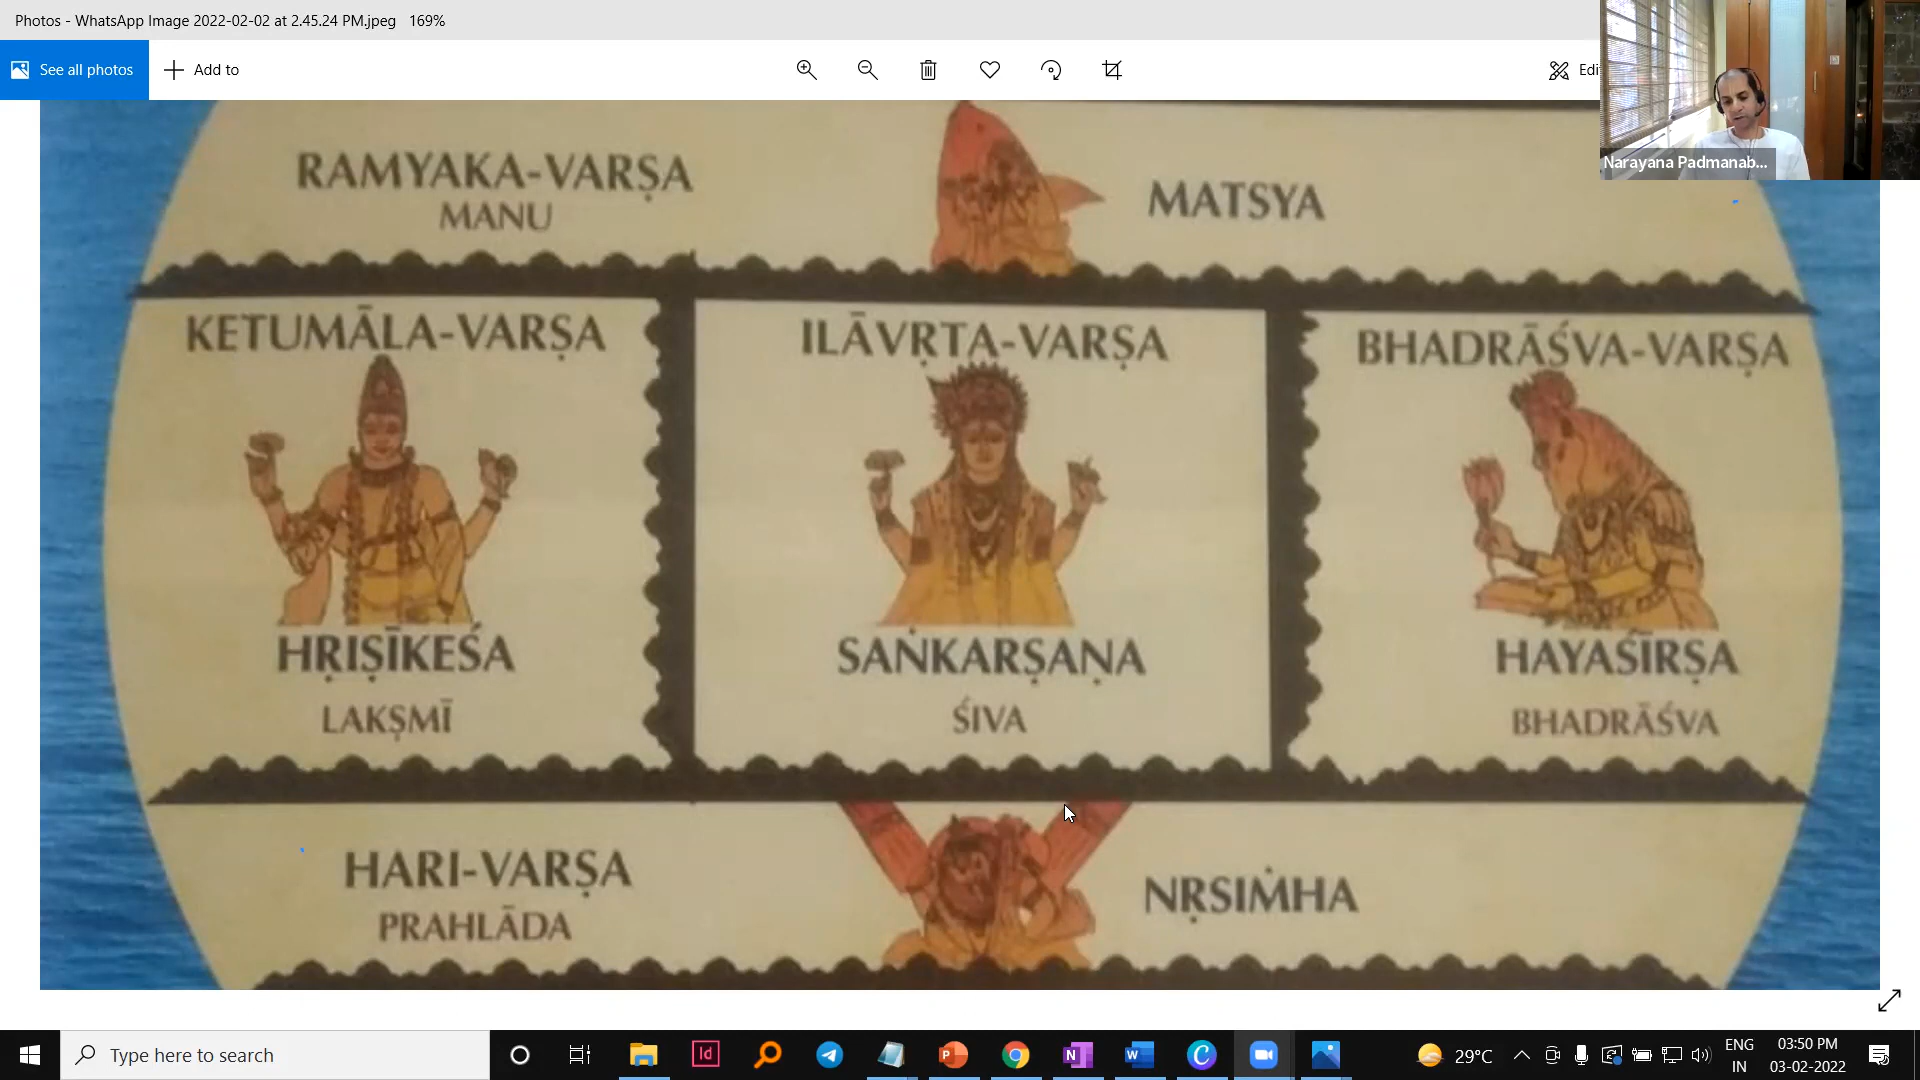 Photos - WhatsApp Image 2022-02-02 at 2.45.24 PM.jpeg 169%
See all photos
Add to
Edi
Narayana Padmanab...
RAMYAKA-VARṢA
MANU
MATSYA
KETUMĀLA-VARṢA
HṚIṢĪKEŚA
LAKṢMĪ
ILĀVṚTA-VARṢA
SAṄKARṢAṆA
ŚIVA
BHADRĀŚVA-VARṢA
HAYAŚĪRṢA
BHADRĀŚVA
HARI-VARṢA
PRAHLĀDA
NṚSIṀHA
Type here to search
Id
P
N
W
C
29°C
ENG
IN
03:50 PM
03-02-2022